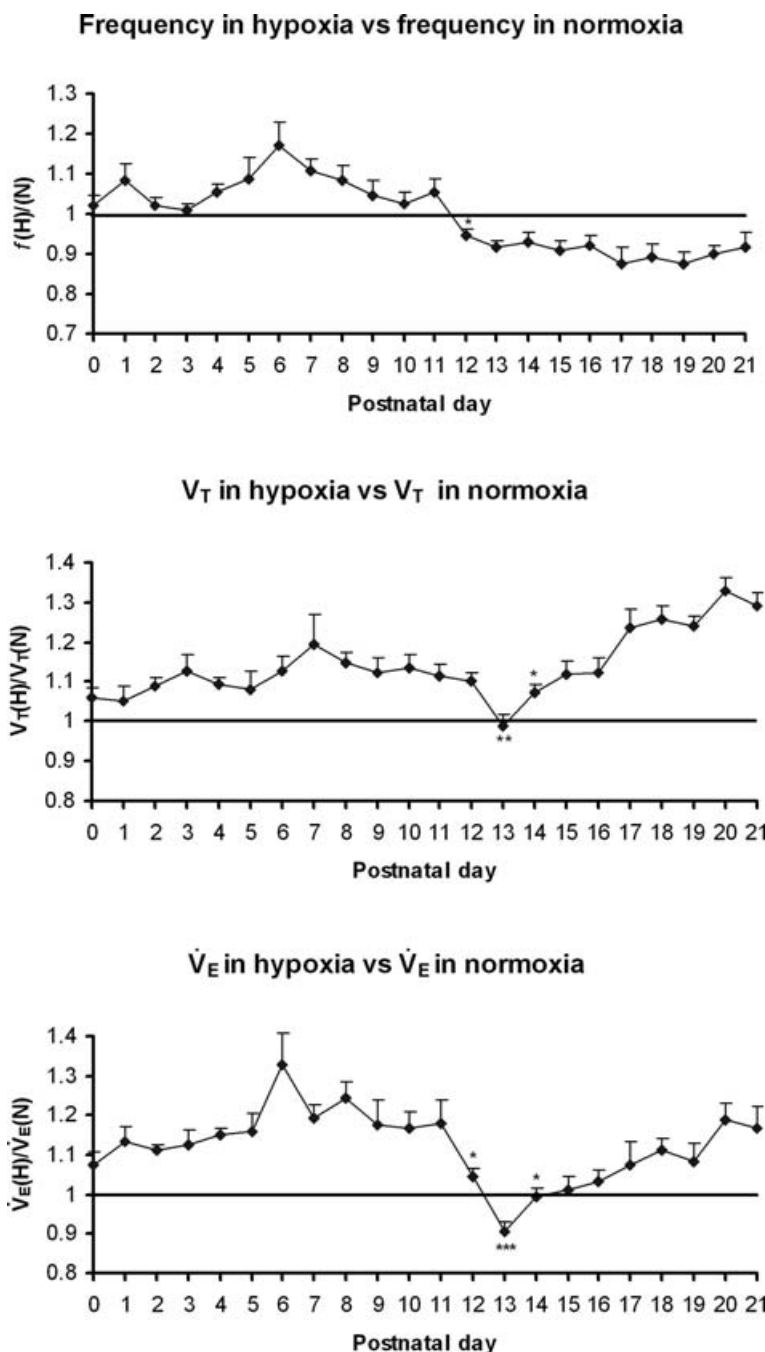 Frequency in hypoxia vs frequency in normoxia
1.3
1.2
1.1
1
0.9
0.8
0.7
f(H)/(N)
*
0 1 2 3 4 5 6 7 8 9 10 11 12 13 14 15 16 17 18 19 20 21
Postnatal day
VT in hypoxia vs VT in normoxia
1.4
1.3
1.2
1.1
1
0.9
0.8
VT(H)/VT(N)
*
**
0 1 2 3 4 5 6 7 8 9 10 11 12 13 14 15 16 17 18 19 20 21
Postnatal day
V̇E in hypoxia vs V̇E in normoxia
1.4
1.3
1.2
1.1
1
0.9
0.8
V̇E(H)/V̇E(N)
* *
***
0 1 2 3 4 5 6 7 8 9 10 11 12 13 14 15 16 17 18 19 20 21
Postnatal day